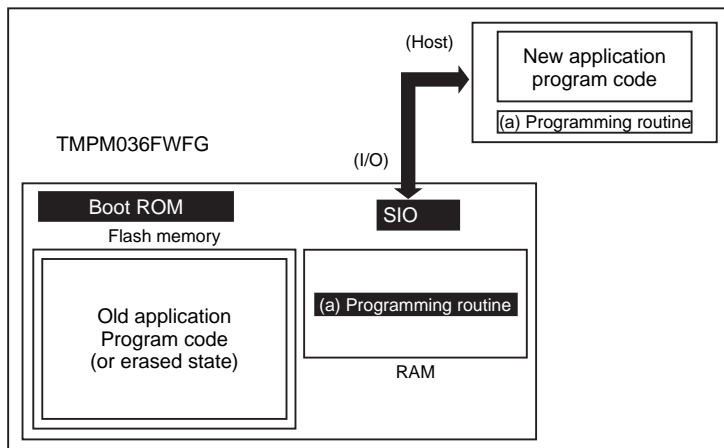 (Host)
New application
program code
(a) Programming routine
TMPM036FWFG
(I/O)
Boot ROM
SIO
Flash memory
Old application
Program code
(or erased state)
(a) Programming routine
RAM